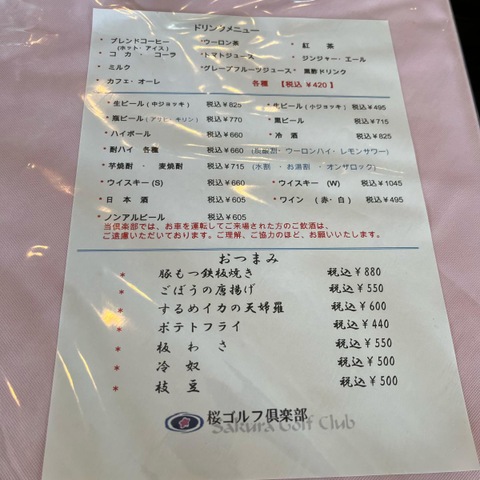 ドリンクメニュー
* ブレンドコーヒー (ホット・アイス) * ウーロン茶 * 紅 茶
* コ カ ・ コ ー ラ * トマトジュース * ジンジャー・エール
* ミルク * グレープフルーツジュース * 黒酢ドリンク
* カフェ・オーレ 各種 【税込 ¥420】
* 生ビール (中ジョッキ) 税込 ¥825 * 生ビール (小ジョッキ) 税込 ¥495
* 瓶ビール (アサヒ・キリン) 税込 ¥770 * 黒ビール 税込 ¥715
* ハイボール 税込 ¥660 * 冷 酒 税込 ¥825
* 酎ハイ 各種 税込 ¥660 (炭酸割・ウーロンハイ・レモンサワー)
* 芋焼酎 ・ 麦焼酎 税込 ¥715 (水割 ・ お湯割 ・ オンザロック)
* ウイスキー (S) 税込 ¥660 * ウイスキー (W) 税込 ¥1045
* 日 本 酒 税込 ¥605 * ワイン (赤・白) 税込 ¥495
* ノンアルビール 税込 ¥605
当倶楽部では、お車を運転してご来場された方のご飲酒は、
ご遠慮いただいております。ご理解、ご協力のほど、お願いいたします。
おつまみ
* 豚もつ鉄板焼き 税込 ¥880
* ごぼうの唐揚げ 税込 ¥550
* するめイカの天婦羅 税込 ¥600
* ポテトフライ 税込 ¥440
* 板 わ さ 税込 ¥550
* 冷 奴 税込 ¥500
* 枝 豆 税込 ¥500
桜ゴルフ倶楽部
Sakura Golf Club